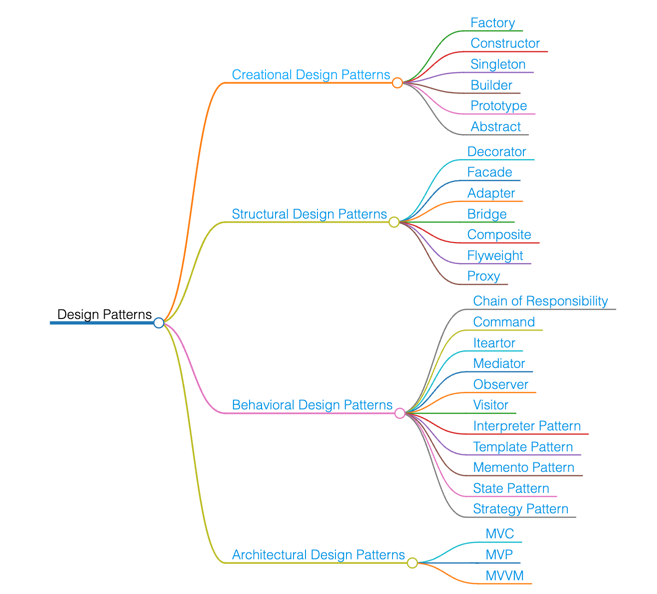 Design Patterns
Creational Design Patterns
Factory
Constructor
Singleton
Builder
Prototype
Abstract
Structural Design Patterns
Decorator
Facade
Adapter
Bridge
Composite
Flyweight
Proxy
Behavioral Design Patterns
Chain of Responsibility
Command
Iteartor
Mediator
Observer
Visitor
Interpreter Pattern
Template Pattern
Memento Pattern
State Pattern
Strategy Pattern
Architectural Design Patterns
MVC
MVP
MVVM